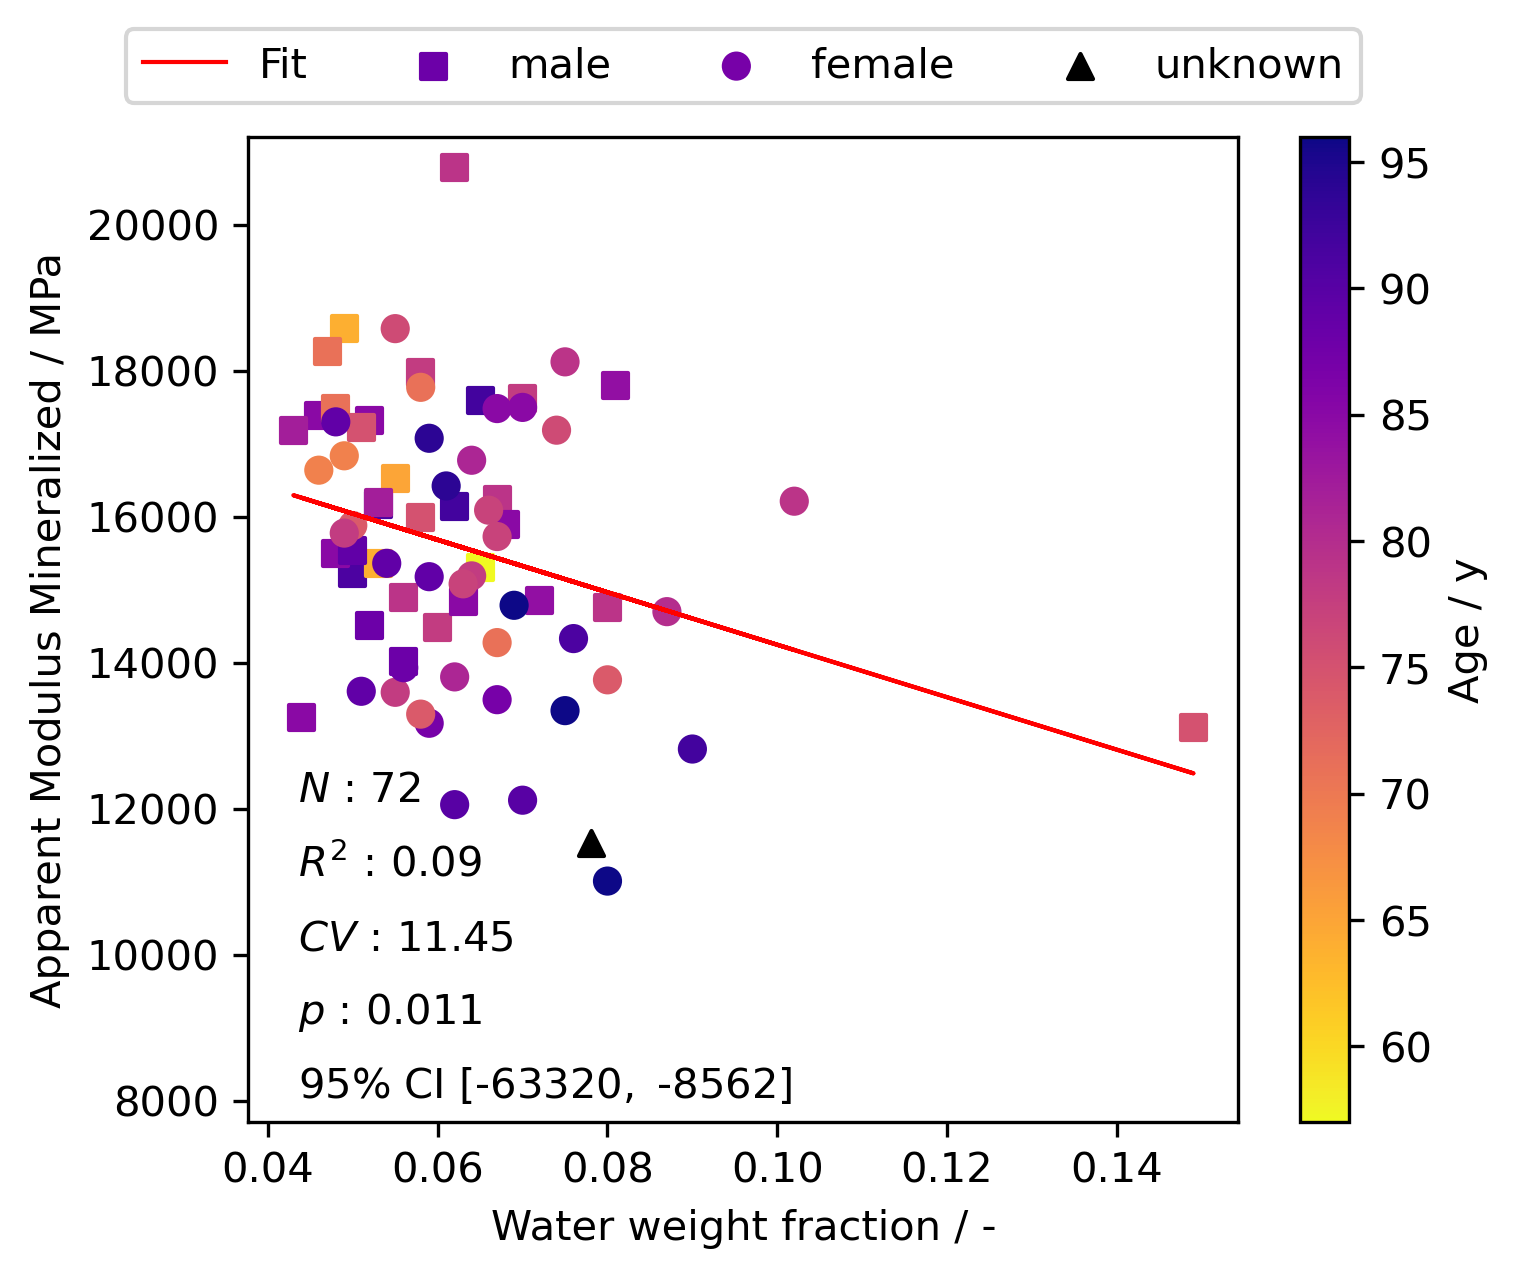 Fit male female unknown
Apparent Modulus Mineralized / MPa
20000
18000
16000
14000
12000
10000
8000
N : 72
R² : 0.09
CV : 11.45
p : 0.011
95% CI [-63320, -8562]
0.04 0.06 0.08 0.10 0.12 0.14
Water weight fraction / -
95
90
85
80
75
70
65
60
Age / y